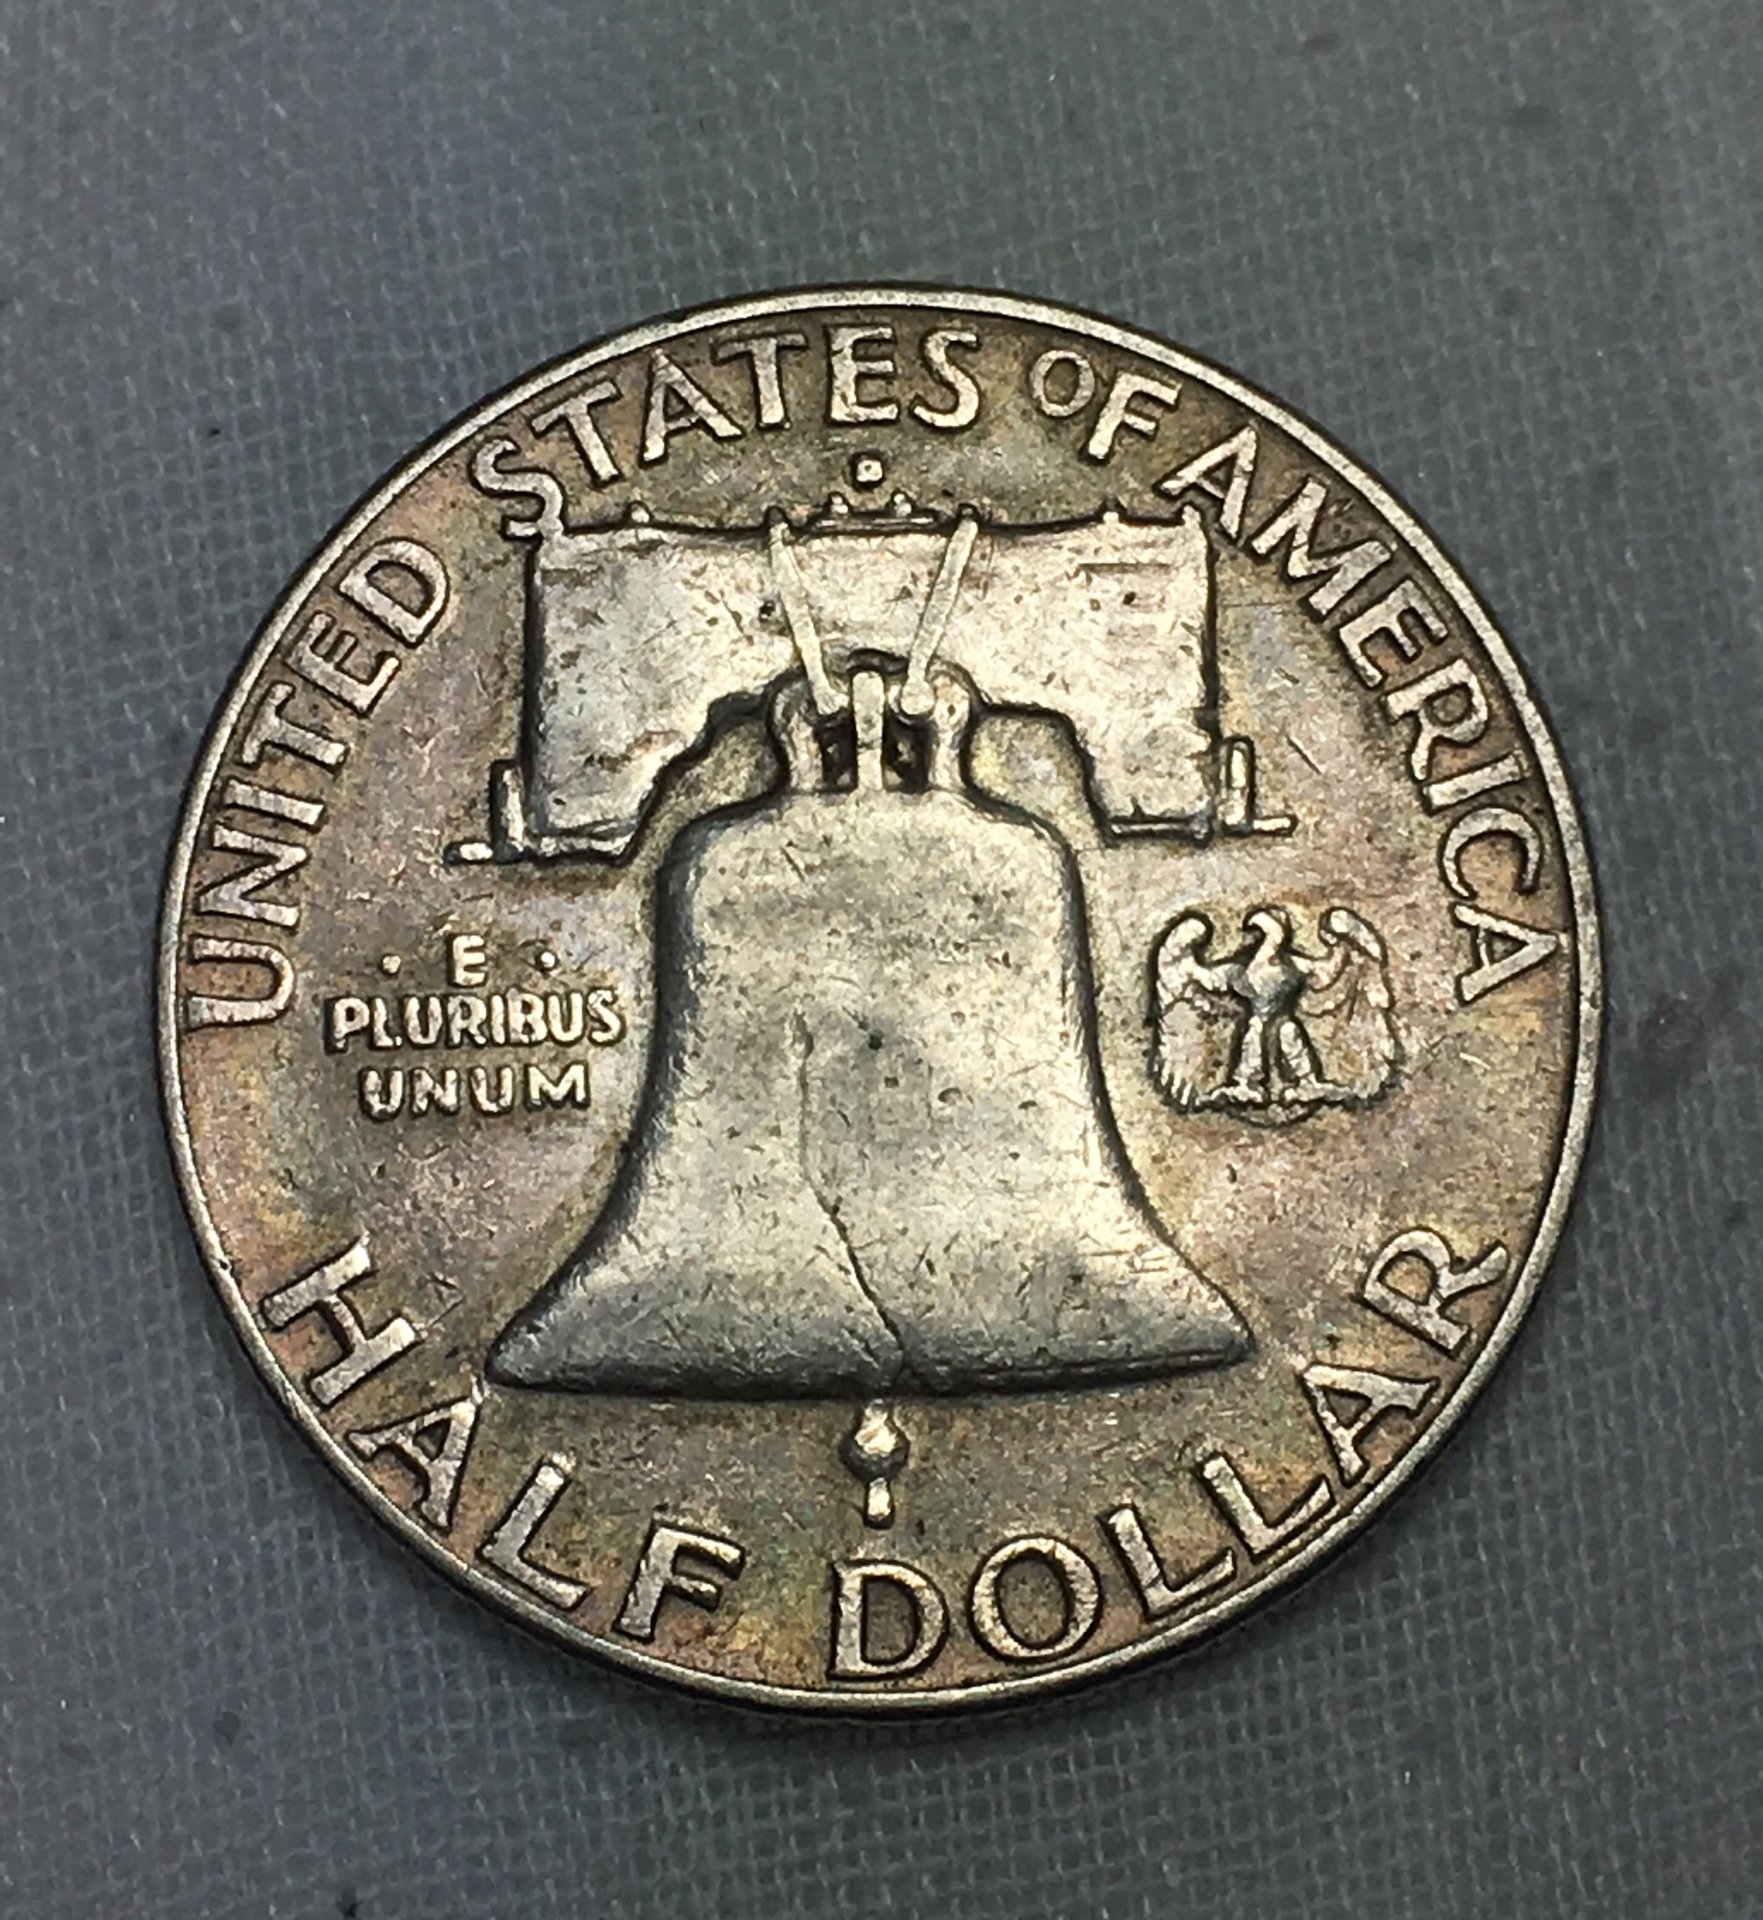 UNITED STATES OF AMERICA
· E ·
PLURIBUS
UNUM
HALF DOLLAR